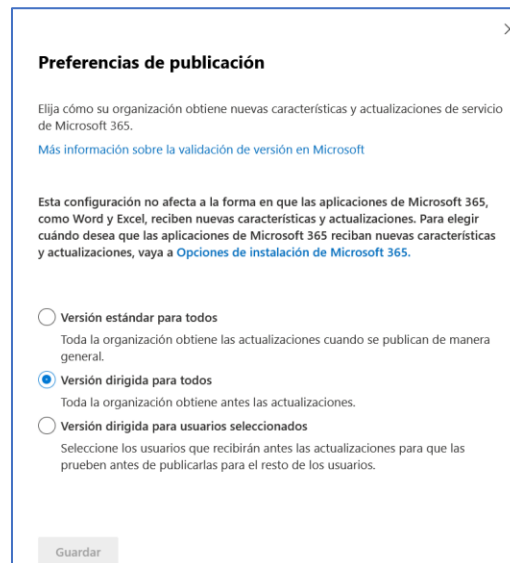 Preferencias de publicación
Elija cómo su organización obtiene nuevas características y actualizaciones de servicio
de Microsoft 365.
Más información sobre la validación de versión en Microsoft
Esta configuración no afecta a la forma en que las aplicaciones de Microsoft 365,
como Word y Excel, reciben nuevas características y actualizaciones. Para elegir
cuándo desea que las aplicaciones de Microsoft 365 reciban nuevas características
y actualizaciones, vaya a Opciones de instalación de Microsoft 365.
Versión estándar para todos
Toda la organización obtiene las actualizaciones cuando se publican de manera
general.
Versión dirigida para todos
Toda la organización obtiene antes las actualizaciones.
Versión dirigida para usuarios seleccionados
Seleccione los usuarios que recibirán antes las actualizaciones para que las
prueben antes de publicarlas para el resto de los usuarios.
Guardar